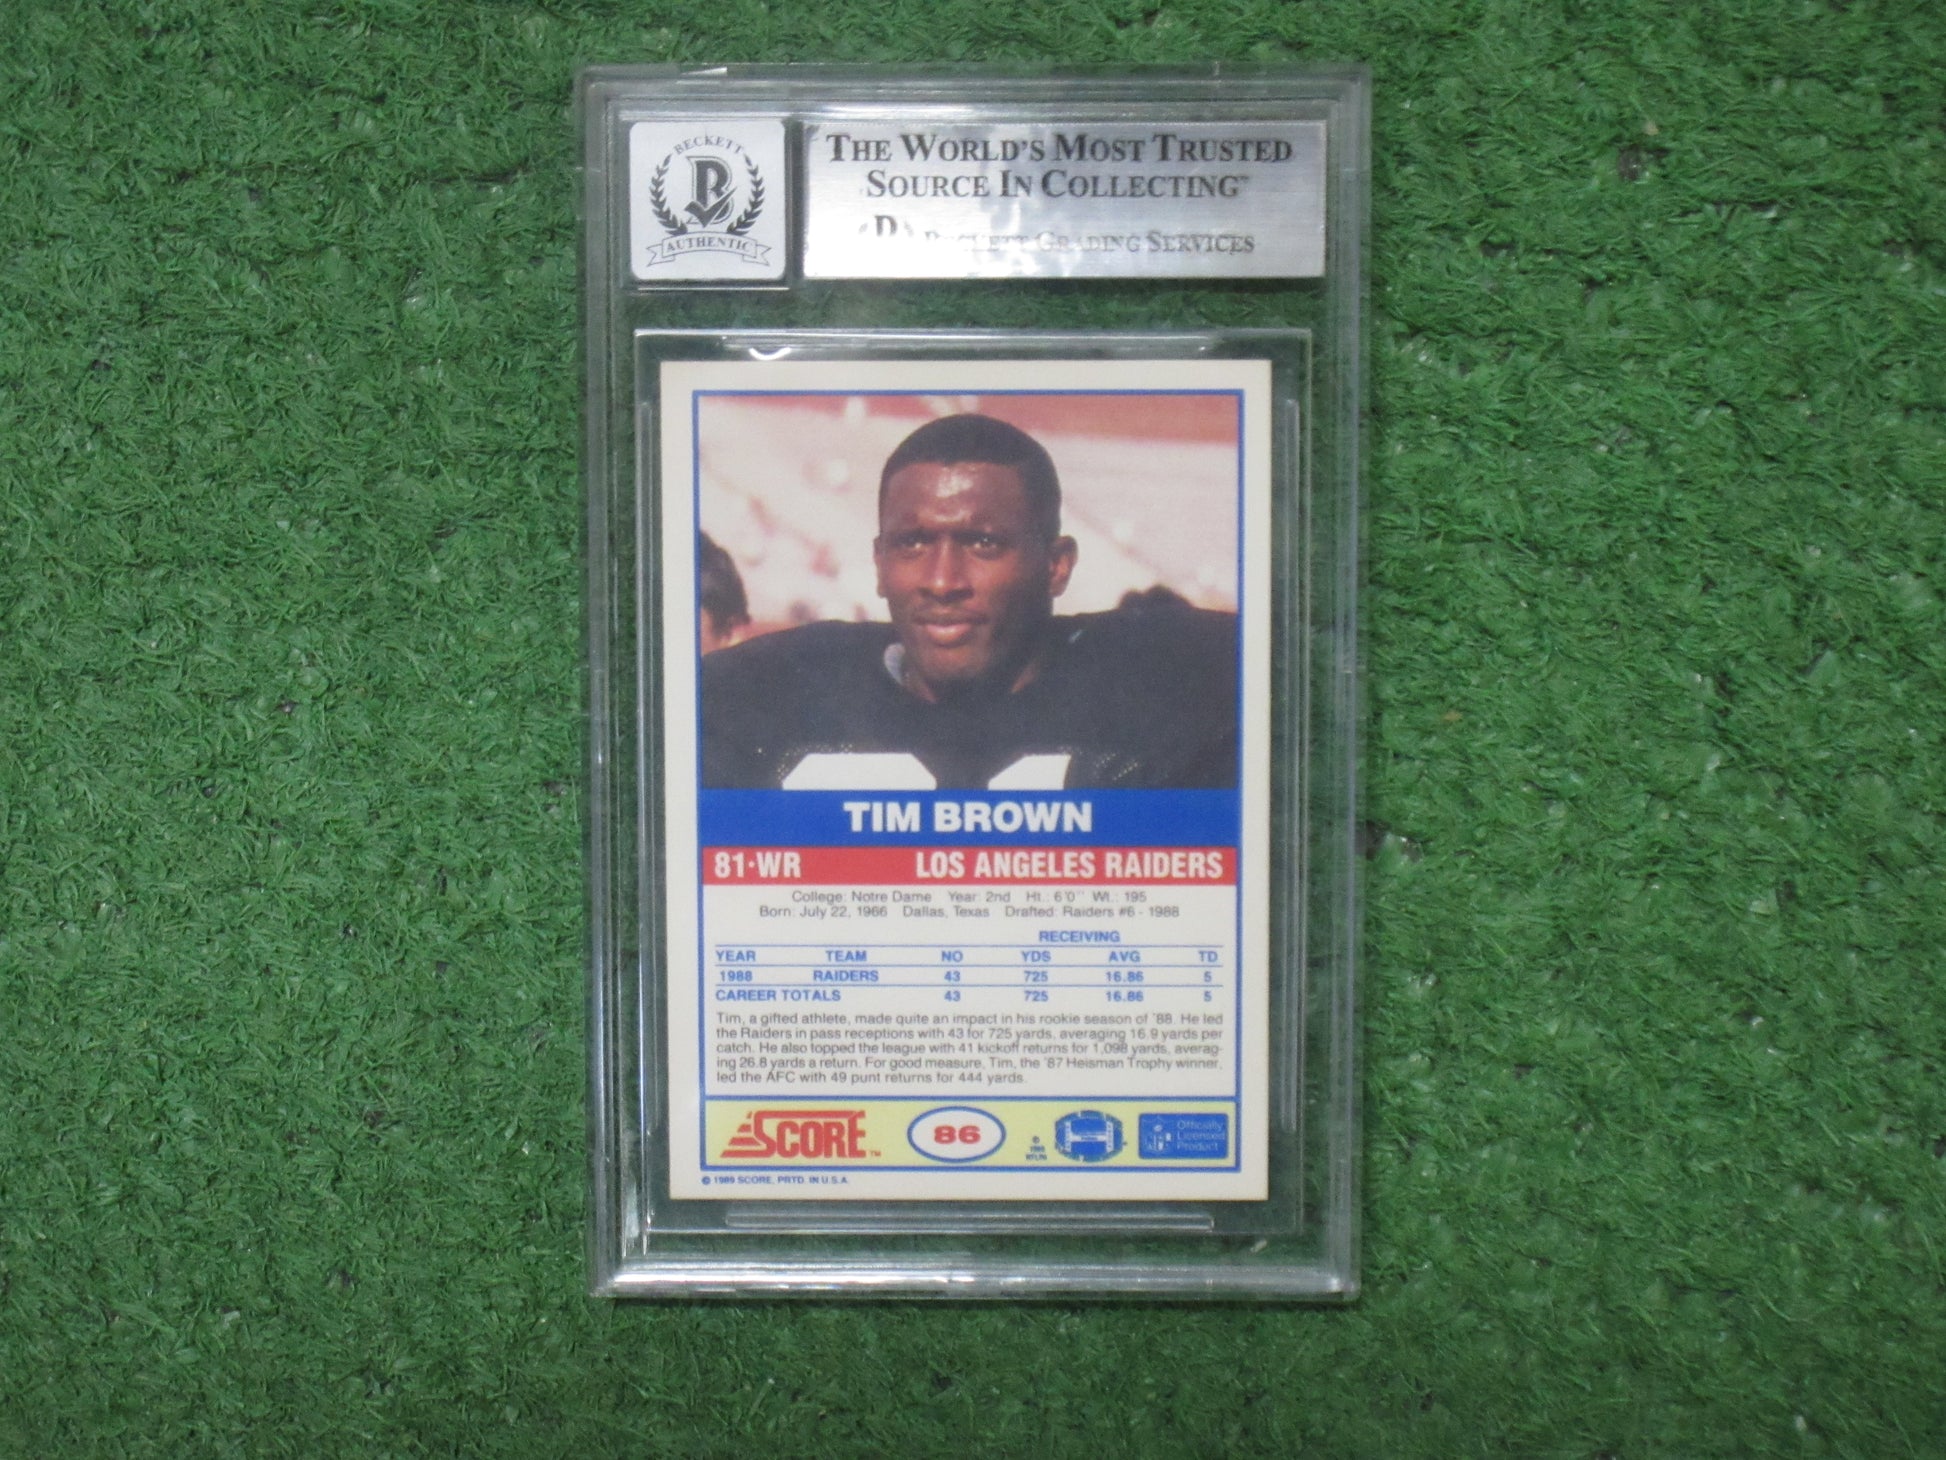 BECKETT
AUTHENTIC
THE WORLD'S MOST TRUSTED
SOURCE IN COLLECTING™
BECKETT GRADING SERVICES
TIM BROWN
81·WR LOS ANGELES RAIDERS
College: Notre Dame Year: 2nd Ht.: 6'0" Wt.: 195
Born: July 22, 1966 Dallas, Texas Drafted: Raiders #6 - 1988
RECEIVING
YEAR TEAM NO YDS AVG TD
1988 RAIDERS 43 725 16.86 5
CAREER TOTALS 43 725 16.86 5
Tim, a gifted athlete, made quite an impact in his rookie season of '88. He led
the Raiders in pass receptions with 43 for 725 yards, averaging 16.9 yards per
catch. He also topped the league with 41 kickoff returns for 1,098 yards, averag-
ing 26.8 yards a return. For good measure, Tim, the '87 Heisman Trophy winner,
led the AFC with 49 punt returns for 444 yards.
SCORE™ 86
Officially
Licensed
Product
© 1989 SCORE, PRTD. IN U.S.A.